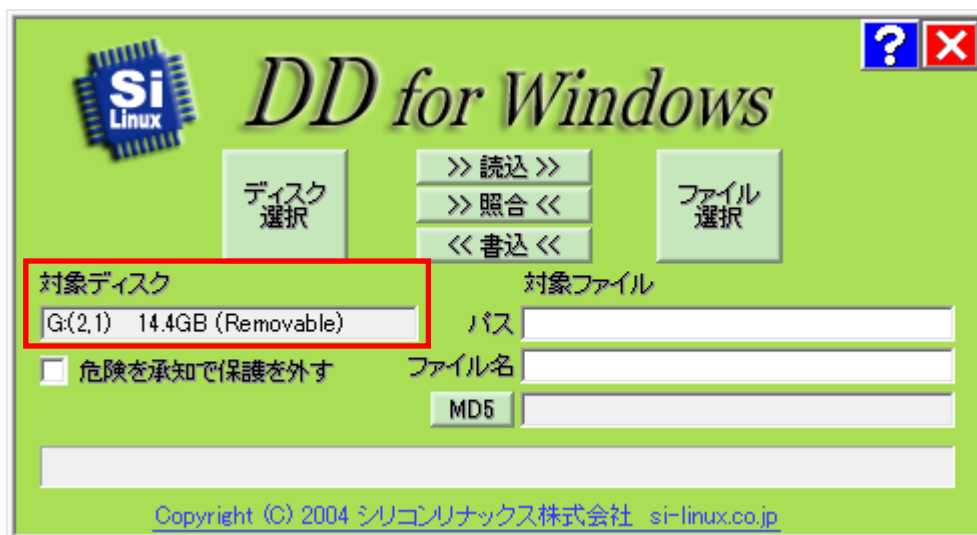 Si
Linux
DD for Windows
?
ディスク
選択
>> 読込 >>
>> 照合 <<
<< 書込 <<
ファイル
選択
対象ディスク
G:(2,1) 14.4GB (Removable)
危険を承知で保護を外す
対象ファイル
パス
ファイル名
MD5
Copyright (C) 2004 シリコンリナックス株式会社 si-linux.co.jp